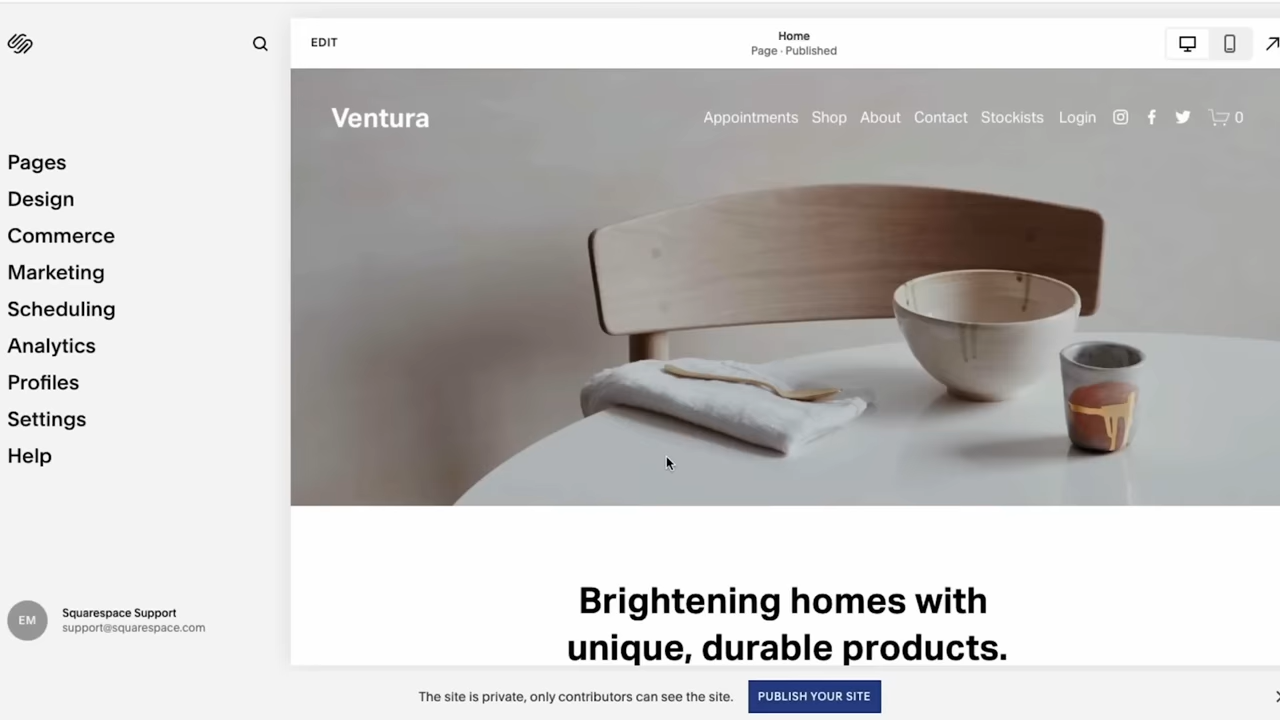 EDIT
Home
Page · Published
Ventura
Appointments Shop About Contact Stockists Login 0
Pages
Design
Commerce
Marketing
Scheduling
Analytics
Profiles
Settings
Help
EM
Squarespace Support
support@squarespace.com
Brightening homes with
unique, durable products.
The site is private, only contributors can see the site. PUBLISH YOUR SITE